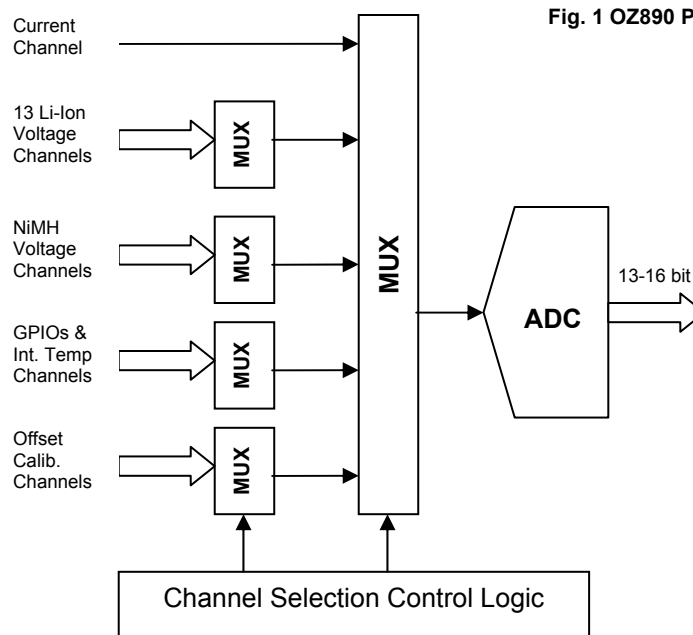 Fig. 1 OZ890 P
Current
Channel
13 Li-Ion
Voltage
Channels
MUX
NiMH
Voltage
Channels
MUX
GPIOs &
Int. Temp
Channels
MUX
Offset
Calib.
Channels
MUX
MUX
ADC
13-16 bit
Channel Selection Control Logic